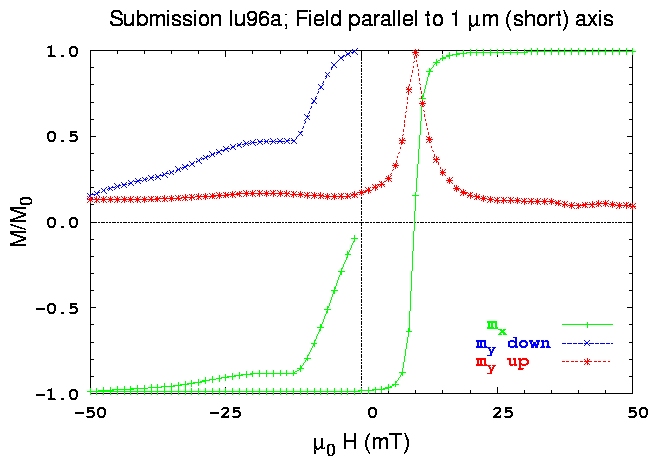 Submission lu96a; Field parallel to 1 µm (short) axis
1.0
0.5
0.0
-0.5
-1.0
M/M0
mx
my down
my up
-50 -25 0 25 50
µ0 H (mT)